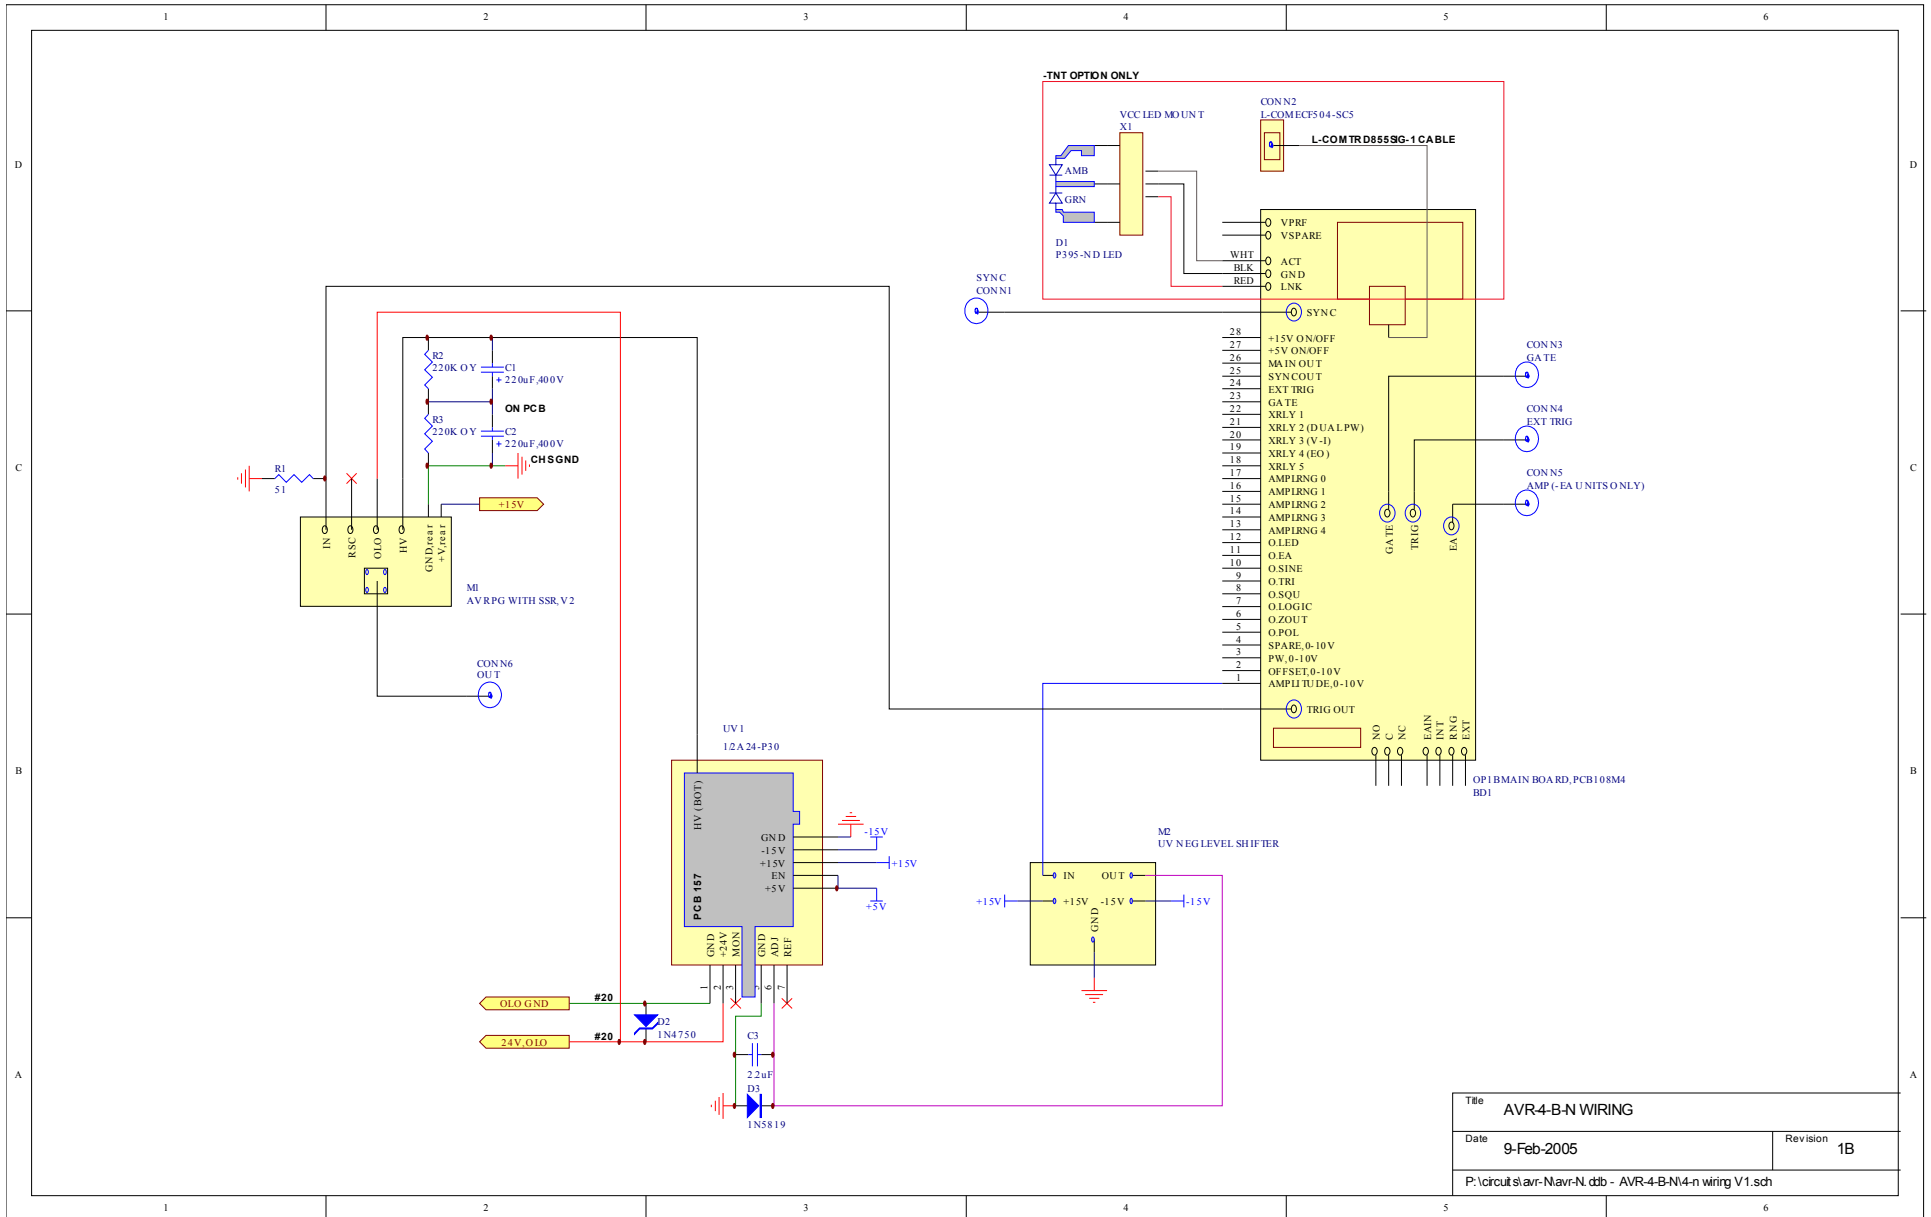 1 2 3 4 5 6
D D
C C
B B
A A
-TNT OPTION ONLY
VCC LED MOUNT
X1
CONN2
L-COM ECF504-SC5
L-COM TRD855SIG-1 CABLE
AMB
GRN
D1
P395-ND LED
WHT
BLK
RED
VPRF
VSPARE
ACT
GND
LNK
SYNC
CONN1
SYNC
28 +15V ON/OFF
27 +5V ON/OFF
26 MAIN OUT
25 SYNCOUT
24 EXT TRIG
23 GATE
22 XRLY 1
21 XRLY 2 (DUAL PW)
20 XRLY 3 (V-I)
19 XRLY 4 (EO)
18 XRLY 5
17 AMPLRNG 0
16 AMPLRNG 1
15 AMPLRNG 2
14 AMPLRNG 3
13 AMPLRNG 4
12 O.LED
11 O.EA
10 O.SINE
9 O.TRI
8 O.SQU
7 O.LOGIC
6 O.ZOUT
5 O.POL
4 SPARE, 0-10V
3 PW, 0-10V
2 OFFSET, 0-10V
1 AMPLITUDE, 0-10V
TRIG OUT
GATE
TRIG
EA
NO
C
NC
EAIN
INT
RNG
EXT
OP1B MAIN BOARD, PCB108M4
BD1
CONN3
GATE
CONN4
EXT TRIG
CONN5
AMP (-EA UNITS ONLY)
R2
220K OY
C1
+ 220uF, 400V
ON PCB
R3
220K OY
C2
+ 220uF, 400V
CHSGND
R1
51
+15V
IN
RSC
OLO
HV
GND, rear
+V, rear
M1
AVRPG WITH SSR, V2
CONN6
OUT
UV1
1/2A24-P30
HV (BOT)
PCB 157
GND
-15V
+15V
EN
+5V
-15V
+15V
+5V
GND
+24V
MON
GND
ADJ
REF
1
2
3
5
6
7
OLO GND
#20
24V, OLO
#20
D2
1N4750
C3
2.2uF
D3
1N5819
M2
UV NEG LEVEL SHIFTER
IN
OUT
+15V
+15V
-15V
-15V
GND
Title
AVR-4-B-N WIRING
Date
9-Feb-2005
Revision
1B
P:\circuits\avr-N\avr-N.ddb - AVR-4-B-N\4-n wiring V1.sch
1 2 3 4 5 6